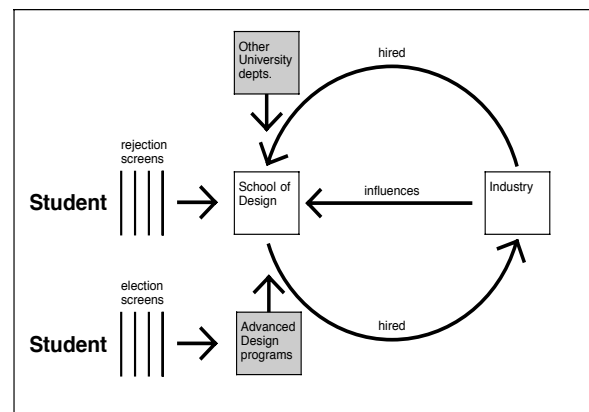 Other
University
depts.
hired
rejection
screens
Student
School of
Design
influences
Industry
election
screens
Student
Advanced
Design
programs
hired